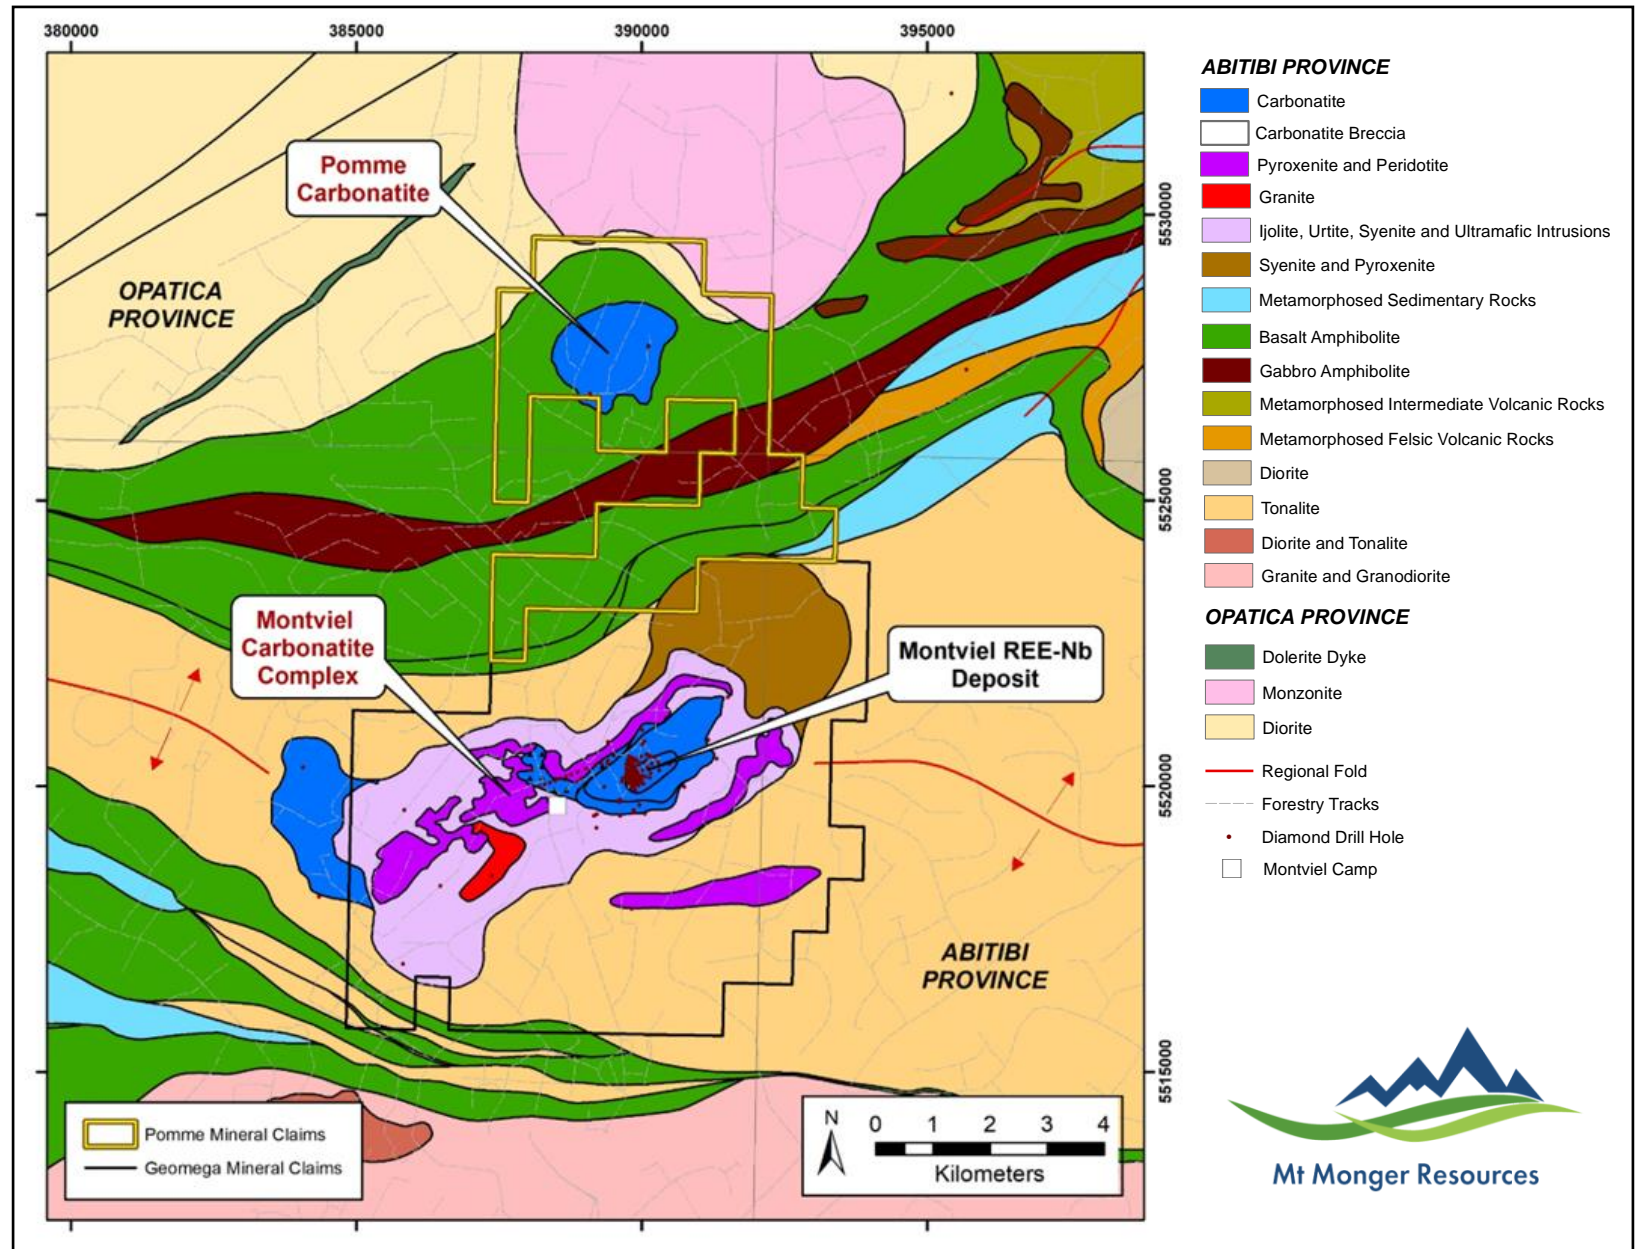 380000
385000
390000
395000
Pomme
Carbonatite
OPATICA
PROVINCE
5530000
5525000
5520000
5515000
Montviel
Carbonatite
Complex
Montviel REE-Nb
Deposit
ABITIBI
PROVINCE
Pomme Mineral Claims
Geomega Mineral Claims
N
0 1 2 3 4
Kilometers
ABITIBI PROVINCE
Carbonatite
Carbonatite Breccia
Pyroxenite and Peridotite
Granite
Ijolite, Urtite, Syenite and Ultramafic Intrusions
Syenite and Pyroxenite
Metamorphosed Sedimentary Rocks
Basalt Amphibolite
Gabbro Amphibolite
Metamorphosed Intermediate Volcanic Rocks
Metamorphosed Felsic Volcanic Rocks
Diorite
Tonalite
Diorite and Tonalite
Granite and Granodiorite
OPATICA PROVINCE
Dolerite Dyke
Monzonite
Diorite
Regional Fold
Forestry Tracks
Diamond Drill Hole
Montviel Camp
Mt Monger Resources